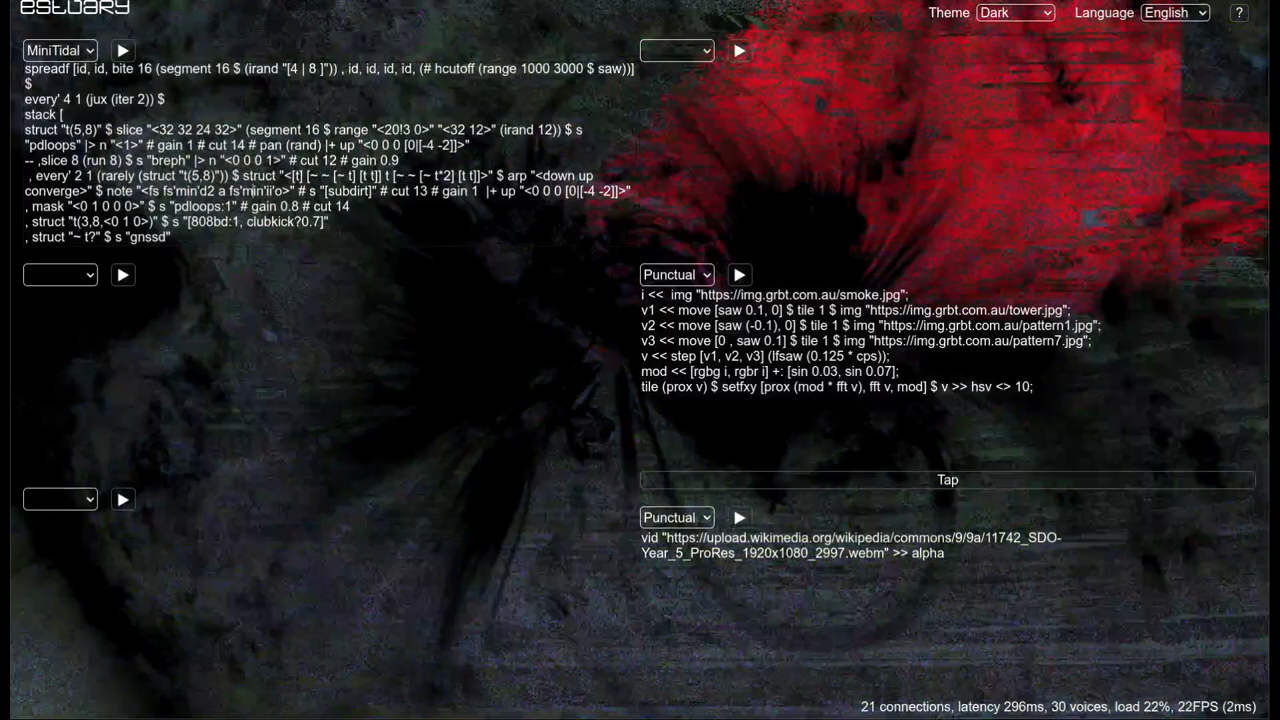 estuary
Theme Dark Language English ?
MiniTidal
spreadf [id, id, bite 16 (segment 16 $ (irand "[4 | 8 ]")) , id, id, id, id, (# hcutoff (range 1000 3000 $ saw))]
$
every' 4 1 (jux (iter 2)) $
stack [
struct "t(5,8)" $ slice "<32 32 24 32>" (segment 16 $ range "<20!3 0>" "<32 12>" (irand 12)) $ s
"pdloops" |> n "<1>" # gain 1 # cut 14 # pan (rand) |+ up "<0 0 0 [0|[-4 -2]]>"
-- ,slice 8 (run 8) $ s "breph" |> n "<0 0 0 1>" # cut 12 # gain 0.9
, every' 2 1 (rarely (struct "t(5,8)")) $ struct "<[t] [~ ~ [~ t] [t t]] t [~ ~ [~ t*2] [t t]]>" $ arp "<down up
converge>" $ note "<fs fs'min'd2 a fs'min'ii'o>" # s "[subdirt]" # cut 13 # gain 1 |+ up "<0 0 0 [0|[-4 -2]]>"
, mask "<0 1 0 0 0>" $ s "pdloops:1" # gain 0.8 # cut 14
, struct "t(3,8,<0 1 0>)" $ s "[808bd:1, clubkick?0.7]"
, struct "~ t?" $ s "gnssd"
Punctual
i << img "https://img.grbt.com.au/smoke.jpg";
v1 << move [saw 0.1, 0] $ tile 1 $ img "https://img.grbt.com.au/tower.jpg";
v2 << move [saw (-0.1), 0] $ tile 1 $ img "https://img.grbt.com.au/pattern1.jpg";
v3 << move [0 , saw 0.1] $ tile 1 $ img "https://img.grbt.com.au/pattern7.jpg";
v << step [v1, v2, v3] (lfsaw (0.125 * cps));
mod << [rgbg i, rgbr i] +: [sin 0.03, sin 0.07];
tile (prox v) $ setfxy [prox (mod * fft v), fft v, mod] $ v >> hsv <> 10;
Tap
Punctual
vid "https://upload.wikimedia.org/wikipedia/commons/9/9a/11742_SDO-
Year_5_ProRes_1920x1080_2997.webm" >> alpha
21 connections, latency 296ms, 30 voices, load 22%, 22FPS (2ms)